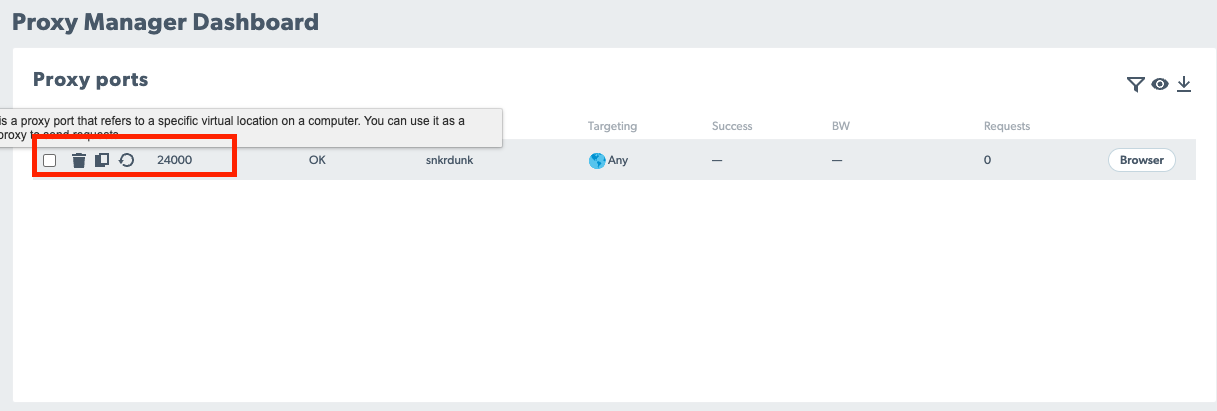 Proxy Manager Dashboard
Proxy ports
is a proxy port that refers to a specific virtual location on a computer. You can use it as a
proxy to send requests
Targeting Success BW Requests
24000 OK snkrdunk Any — — 0 Browser